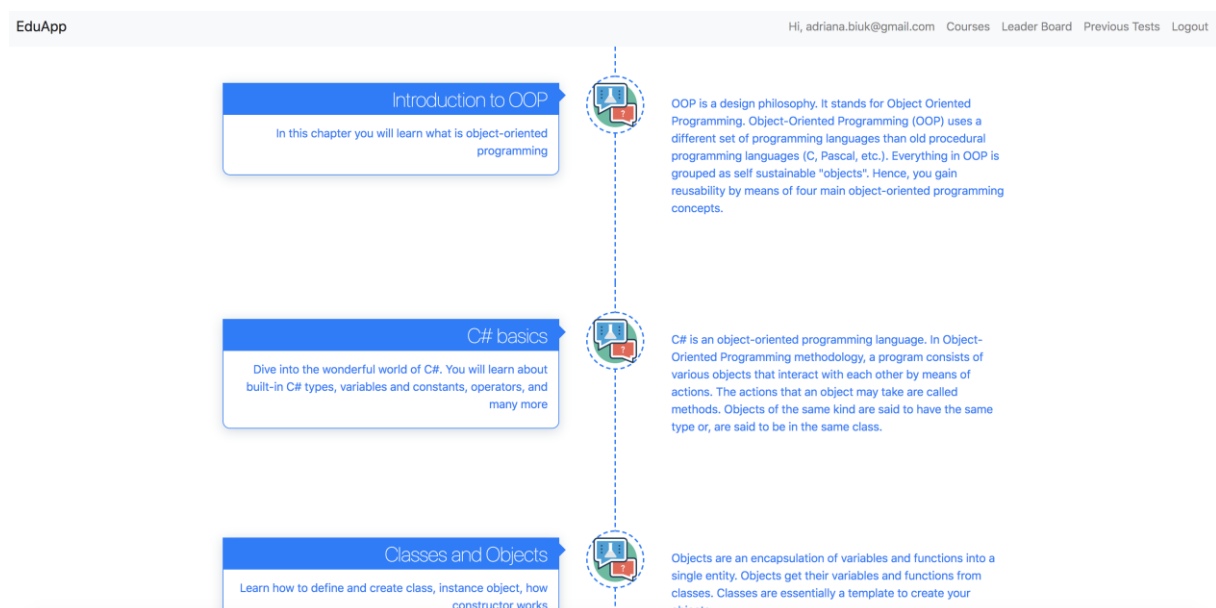 EduApp
Hi, adriana.biuk@gmail.com Courses Leader Board Previous Tests Logout
Introduction to OOP
In this chapter you will learn what is object-oriented
programming
OOP is a design philosophy. It stands for Object Oriented
Programming. Object-Oriented Programming (OOP) uses a
different set of programming languages than old procedural
programming languages (C, Pascal, etc.). Everything in OOP is
grouped as self sustainable "objects". Hence, you gain
reusability by means of four main object-oriented programming
concepts.
C# basics
Dive into the wonderful world of C#. You will learn about
built-in C# types, variables and constants, operators, and
many more
C# is an object-oriented programming language. In Object-
Oriented Programming methodology, a program consists of
various objects that interact with each other by means of
actions. The actions that an object may take are called
methods. Objects of the same kind are said to have the same
type or, are said to be in the same class.
Classes and Objects
Learn how to define and create class, instance object, how
constructor works
Objects are an encapsulation of variables and functions into a
single entity. Objects get their variables and functions from
classes. Classes are essentially a template to create your